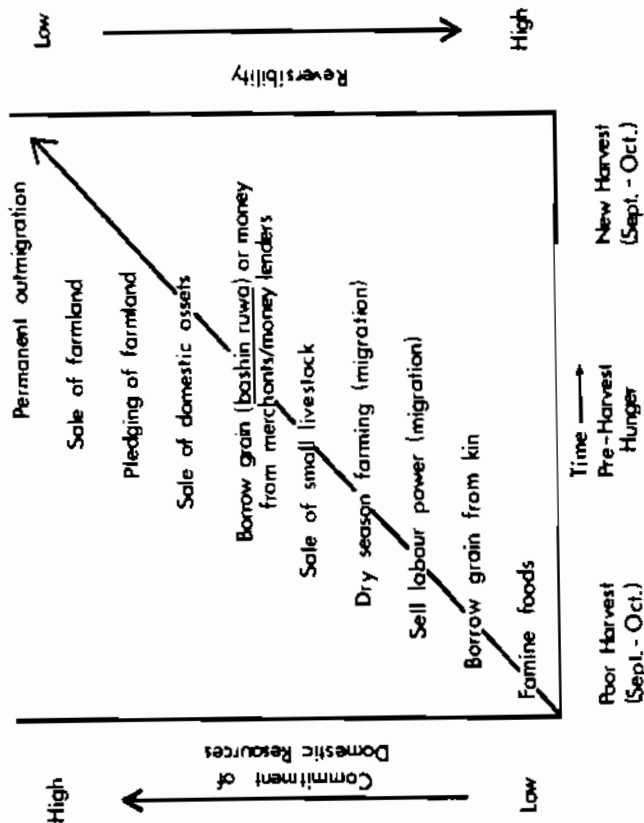 High
Commitment of
Domestic Resources
Low
Permanent outmigration
Sale of farmland
Pledging of farmland
Sale of domestic assets
Borrow grain (bashin ruwa) or money
from merchants/money lenders
Sale of small livestock
Dry season farming (migration)
Sell labour power (migration)
Borrow grain from kin
Famine foods
Low
Reversibility
High
Time
Poor Harvest
(Sept. - Oct.)
Pre-Harvest
Hunger
New Harvest
(Sept. - Oct.)